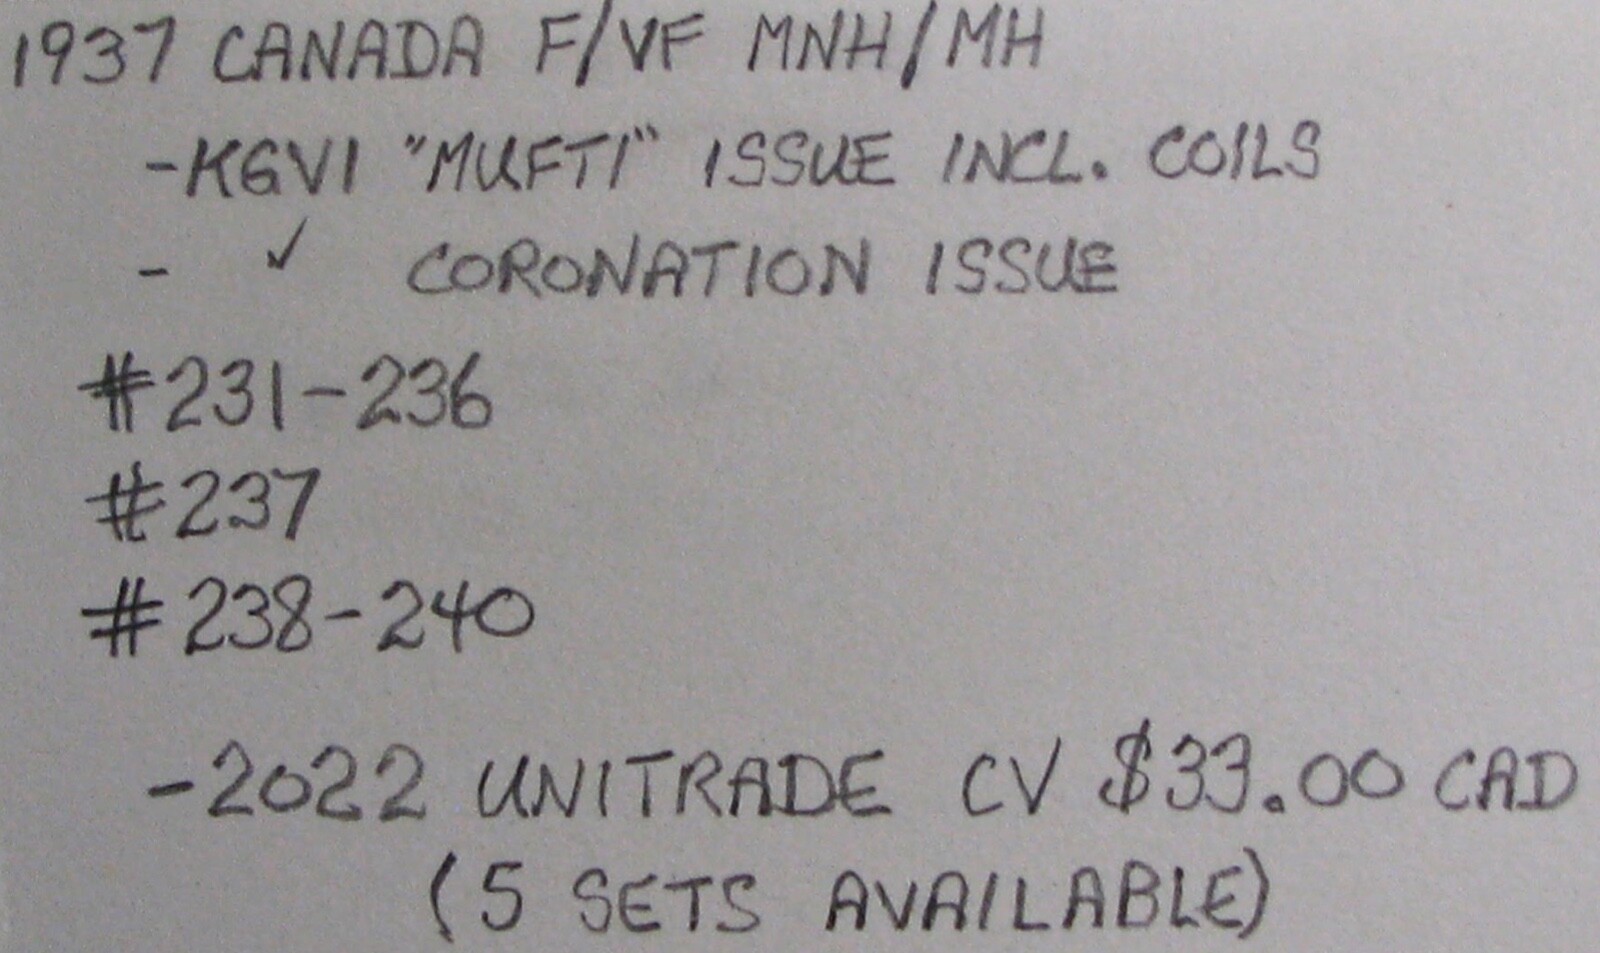 1937 CANADA F/VF MNH/MH
-KGVI "MUFTI" ISSUE INCL. COILS
- ✓ CORONATION ISSUE
#231-236
#237
#238-240
-2022 UNITRADE CV $33.00 CAD
(5 SETS AVAILABLE)